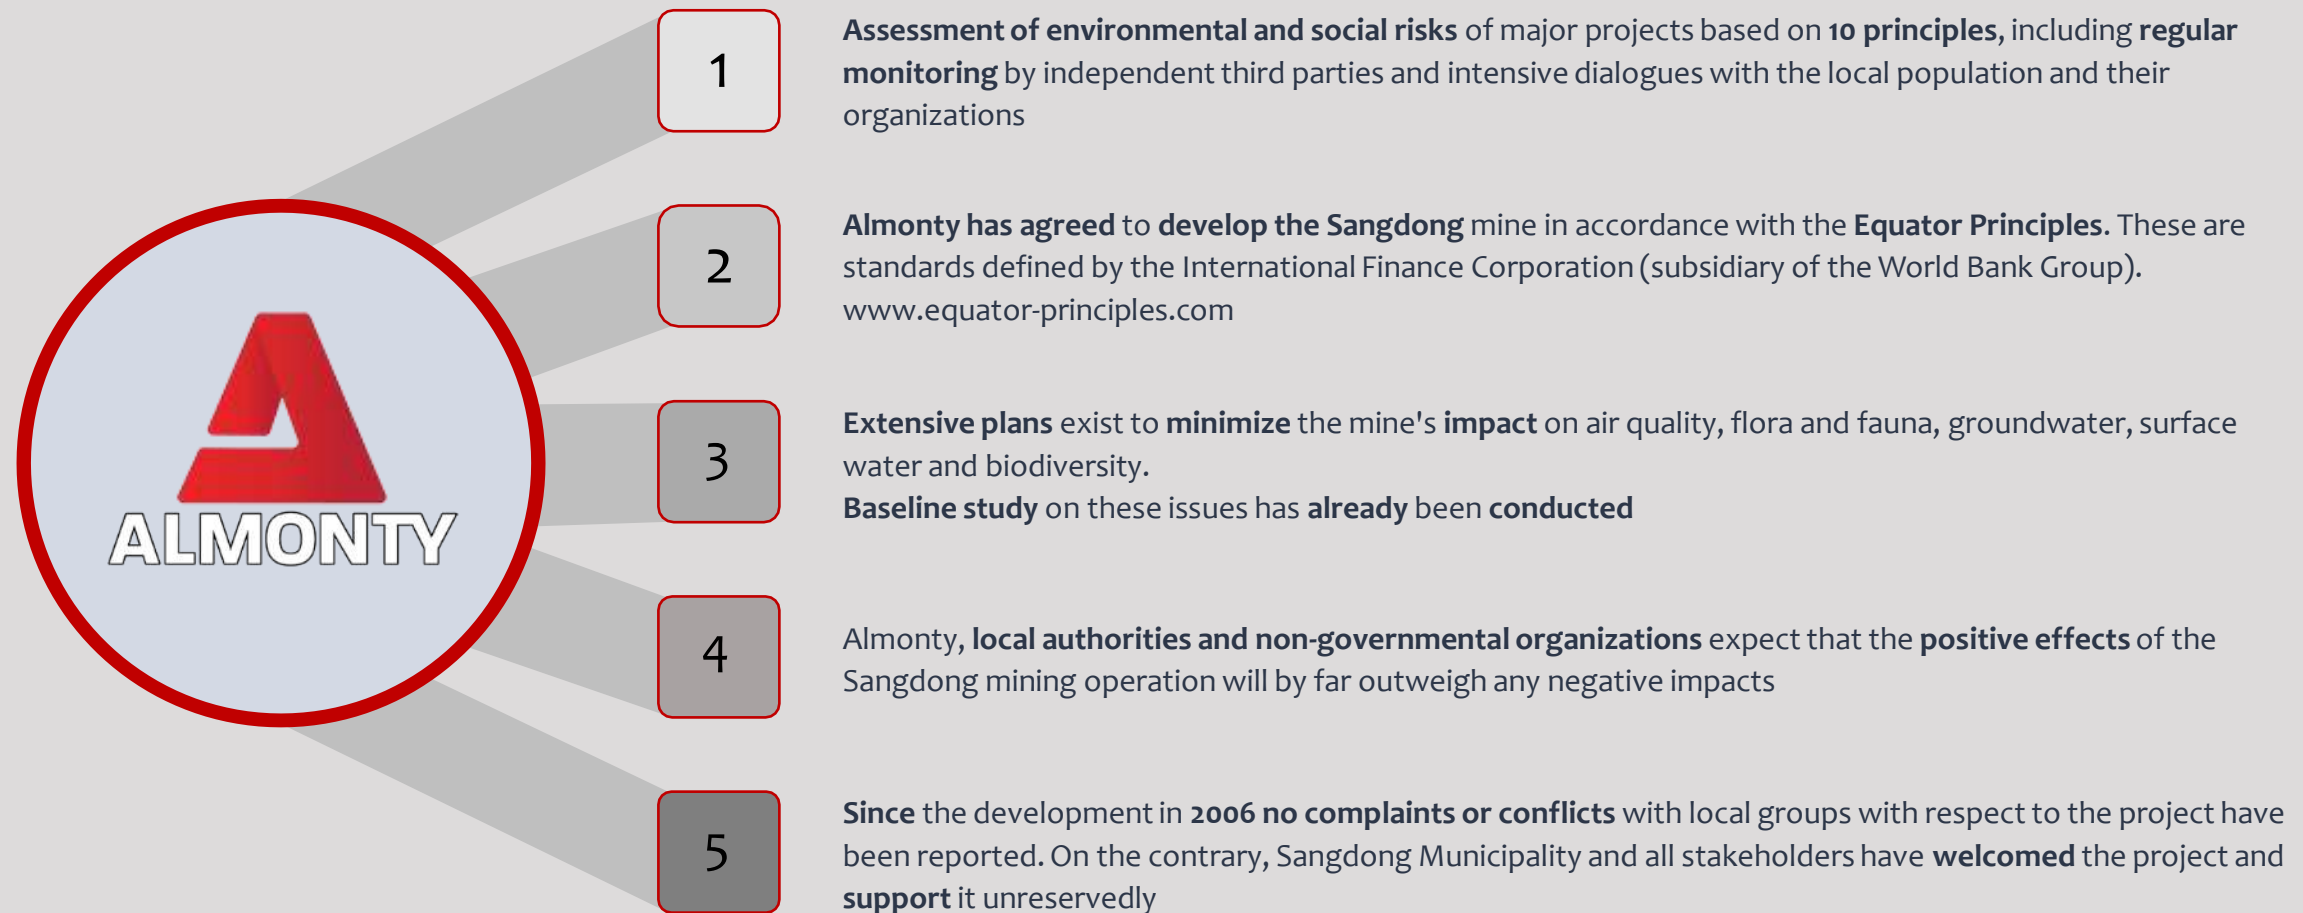 ALMONTY
1
Assessment of environmental and social risks of major projects based on 10 principles, including regular
monitoring by independent third parties and intensive dialogues with the local population and their
organizations
2
Almonty has agreed to develop the Sangdong mine in accordance with the Equator Principles. These are
standards defined by the International Finance Corporation (subsidiary of the World Bank Group).
www.equator-principles.com
3
Extensive plans exist to minimize the mine's impact on air quality, flora and fauna, groundwater, surface
water and biodiversity.
Baseline study on these issues has already been conducted
4
Almonty, local authorities and non-governmental organizations expect that the positive effects of the
Sangdong mining operation will by far outweigh any negative impacts
5
Since the development in 2006 no complaints or conflicts with local groups with respect to the project have
been reported. On the contrary, Sangdong Municipality and all stakeholders have welcomed the project and
support it unreservedly